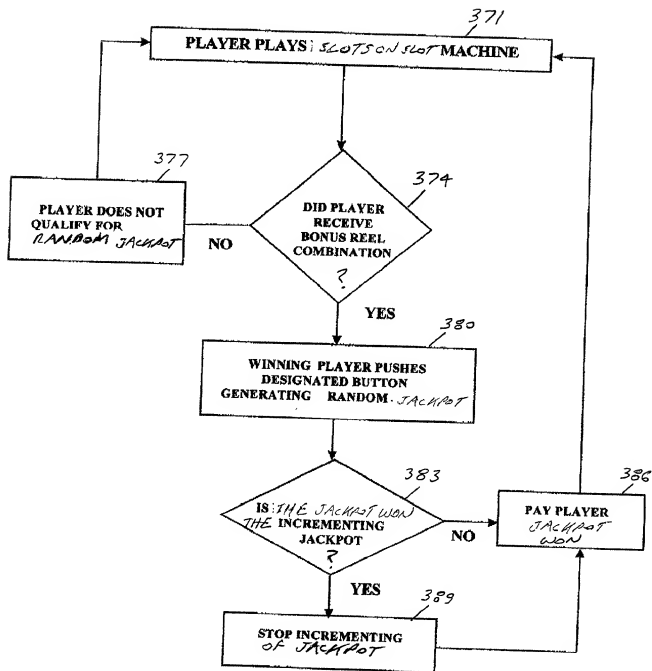 371
PLAYER PLAYS SLOTS ON SLOT MACHINE
377
374
PLAYER DOES NOT
QUALIFY FOR
RANDOM JACKPOT
NO
DID PLAYER
RECEIVE
BONUS REEL
COMBINATION
?
YES
380
WINNING PLAYER PUSHES
DESIGNATED BUTTON
GENERATING RANDOM JACKPOT
383
386
IS THE JACKPOT WON
THE INCREMENTING
JACKPOT
?
NO
PAY PLAYER
JACKPOT
WON
YES
389
STOP INCREMENTING
OF JACKPOT